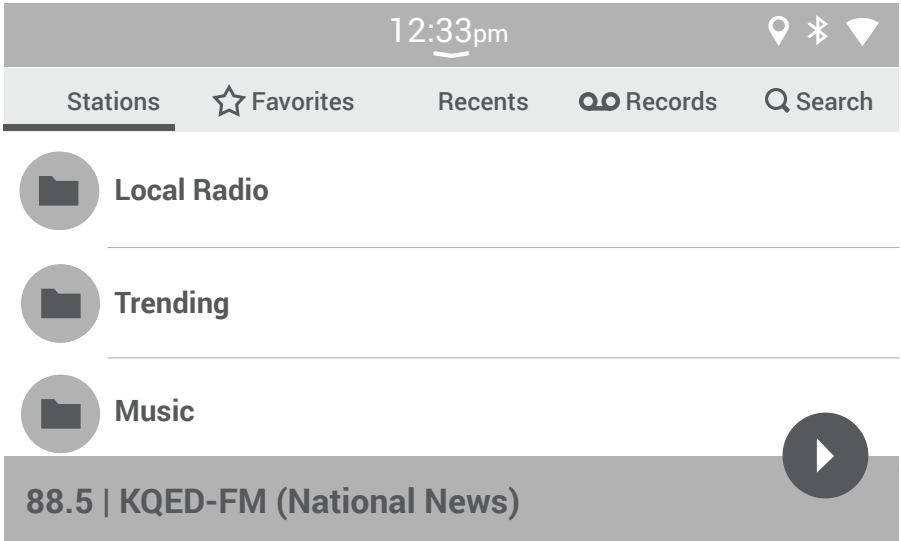 12:33pm
Stations Favorites Recents Records Search
Local Radio
Trending
Music
88.5 | KQED-FM (National News)